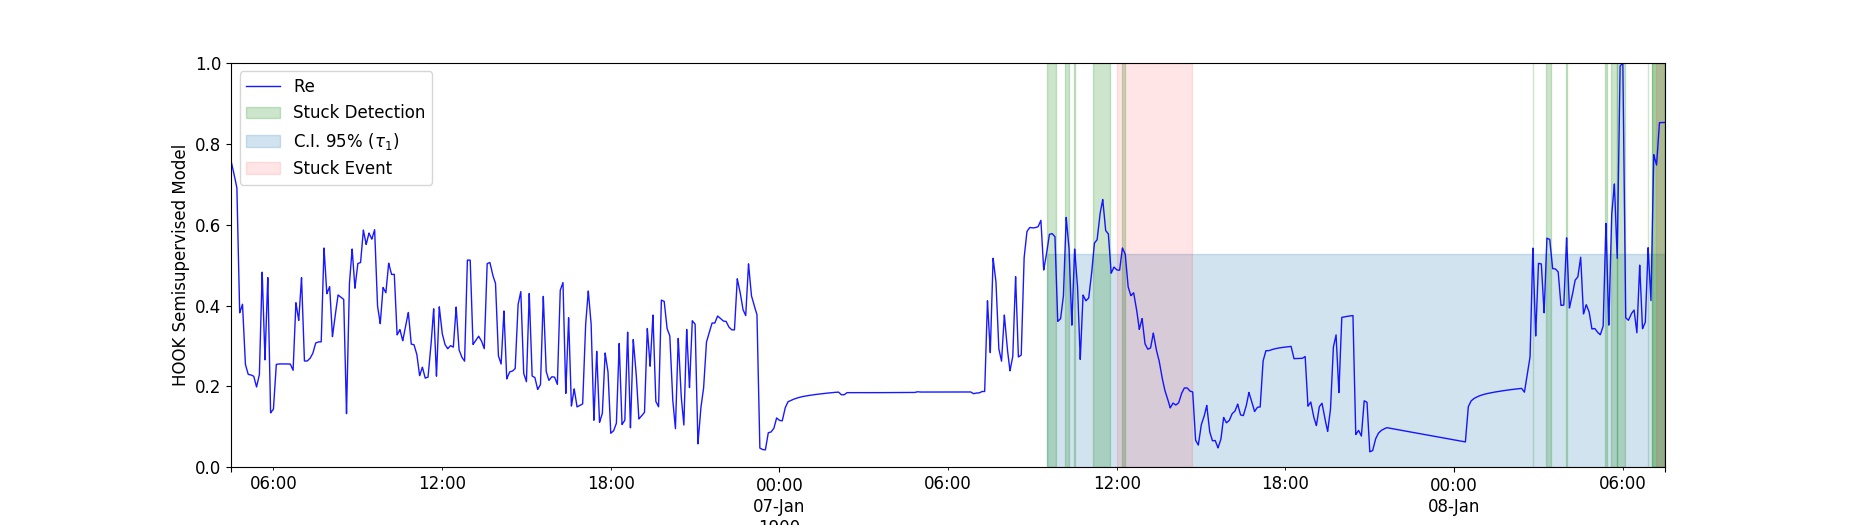 HOOK Semisupervised Model
1.0
0.8
0.6
0.4
0.2
0.0
Re
Stuck Detection
C.I. 95% (τ₁)
Stuck Event
06:00 12:00 18:00 00:00 06:00 12:00 18:00 00:00 06:00
07-Jan 08-Jan
1900